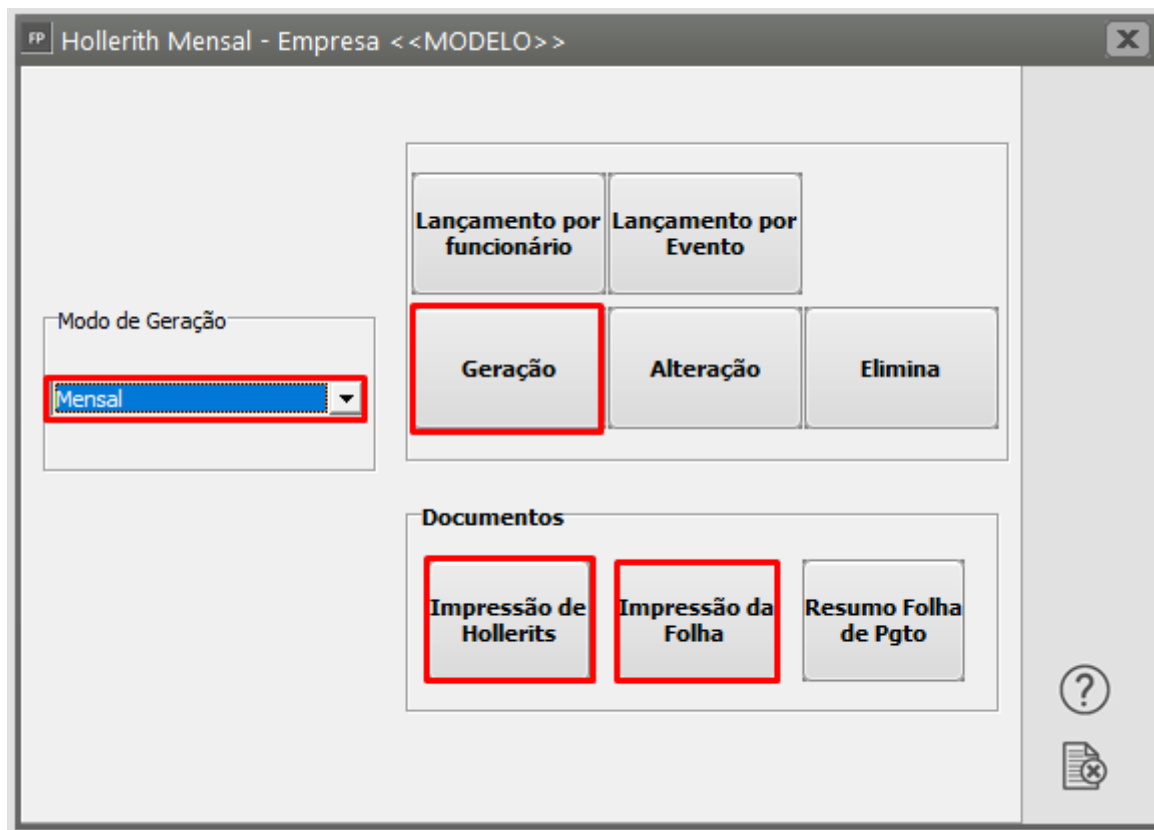 FP Hollerith Mensal - Empresa <<MODELO>>
Lançamento por
funcionário
Lançamento por
Evento
Modo de Geração
Mensal
Geração
Alteração
Elimina
Documentos
Impressão de
Hollerits
Impressão da
Folha
Resumo Folha
de Pgto
?